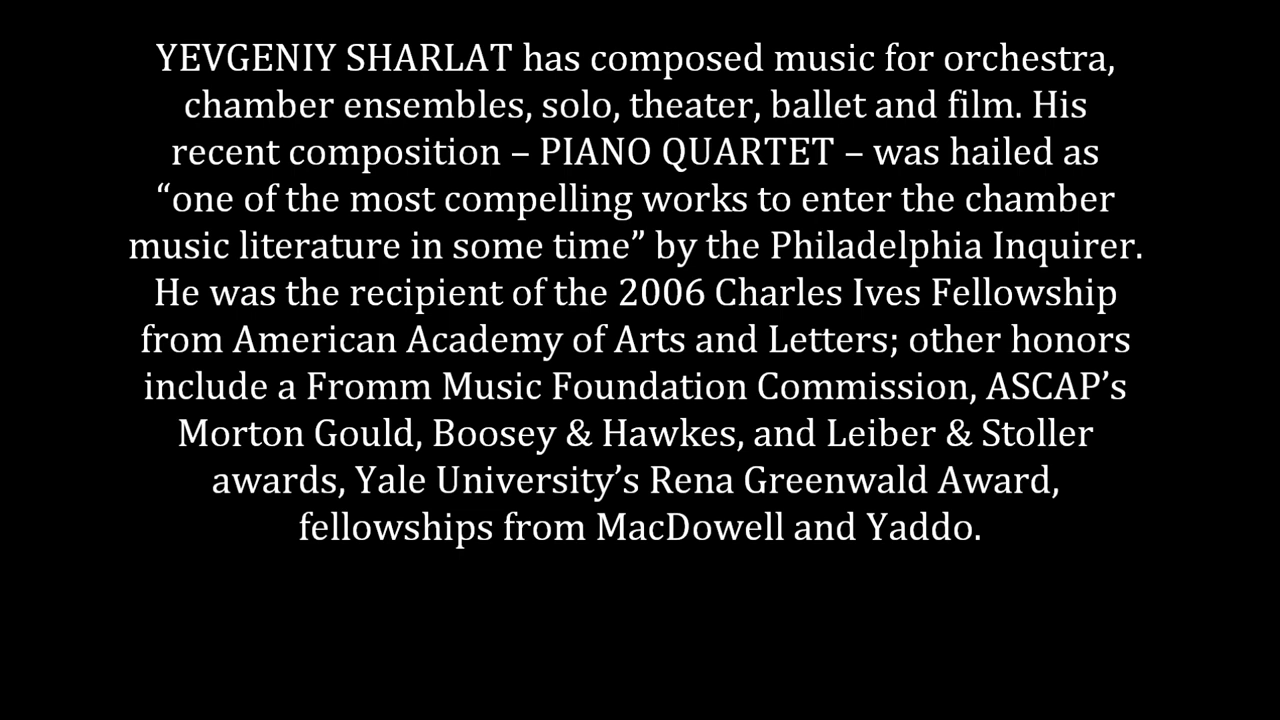 YEVGENIY SHARLAT has composed music for orchestra,
chamber ensembles, solo, theater, ballet and film. His
recent composition – PIANO QUARTET – was hailed as
“one of the most compelling works to enter the chamber
music literature in some time” by the Philadelphia Inquirer.
He was the recipient of the 2006 Charles Ives Fellowship
from American Academy of Arts and Letters; other honors
include a Fromm Music Foundation Commission, ASCAP’s
Morton Gould, Boosey & Hawkes, and Leiber & Stoller
awards, Yale University’s Rena Greenwald Award,
fellowships from MacDowell and Yaddo.